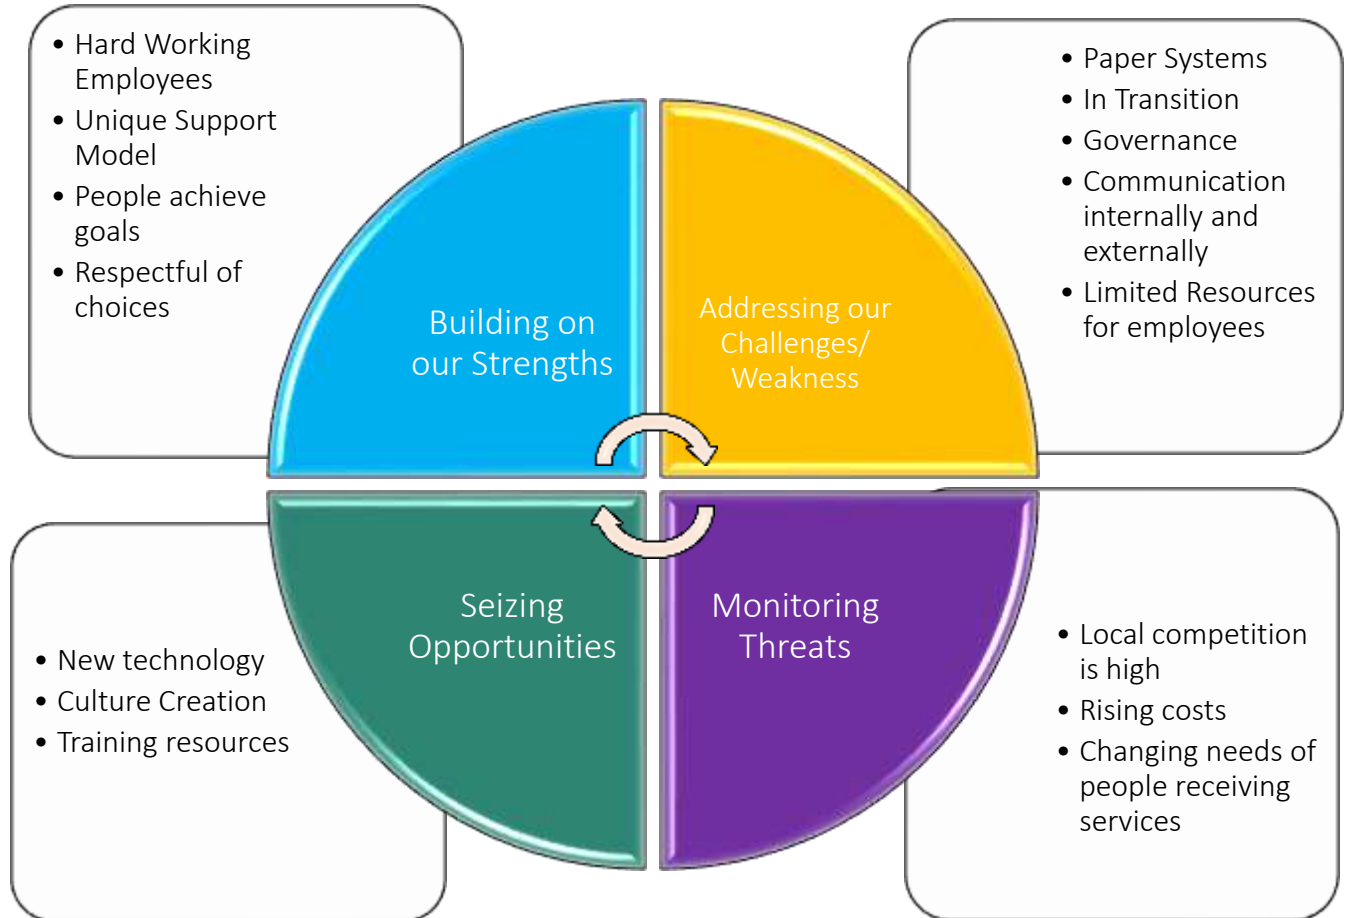 • Hard Working
Employees
• Unique Support
Model
• People achieve
goals
• Respectful of
choices
• Paper Systems
• In Transition
• Governance
• Communication
internally and
externally
• Limited Resources
for employees
Building on
our Strengths
Addressing our
Challenges/
Weakness
Seizing
Opportunities
Monitoring
Threats
• New technology
• Culture Creation
• Training resources
• Local competition
is high
• Rising costs
• Changing needs of
people receiving
services